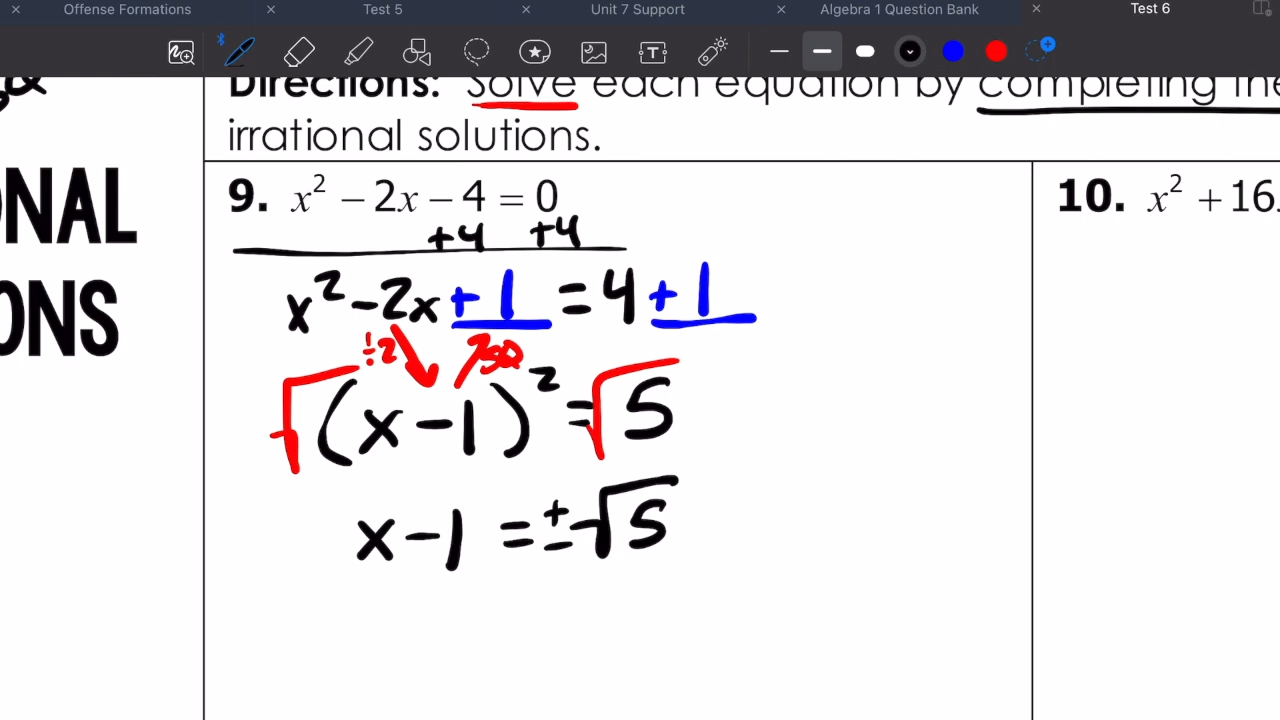 Offense Formations Test 5 Unit 7 Support Algebra 1 Question Bank Test 6
Directions: Solve each equation by completing the
irrational solutions.
ONAL
ONS
9. x² − 2x − 4 = 0
+4 +4
x² − 2x + 1 = 4 + 1
÷2 SQ
√(x − 1)² = √5
x − 1 = ±√5
10. x² + 16